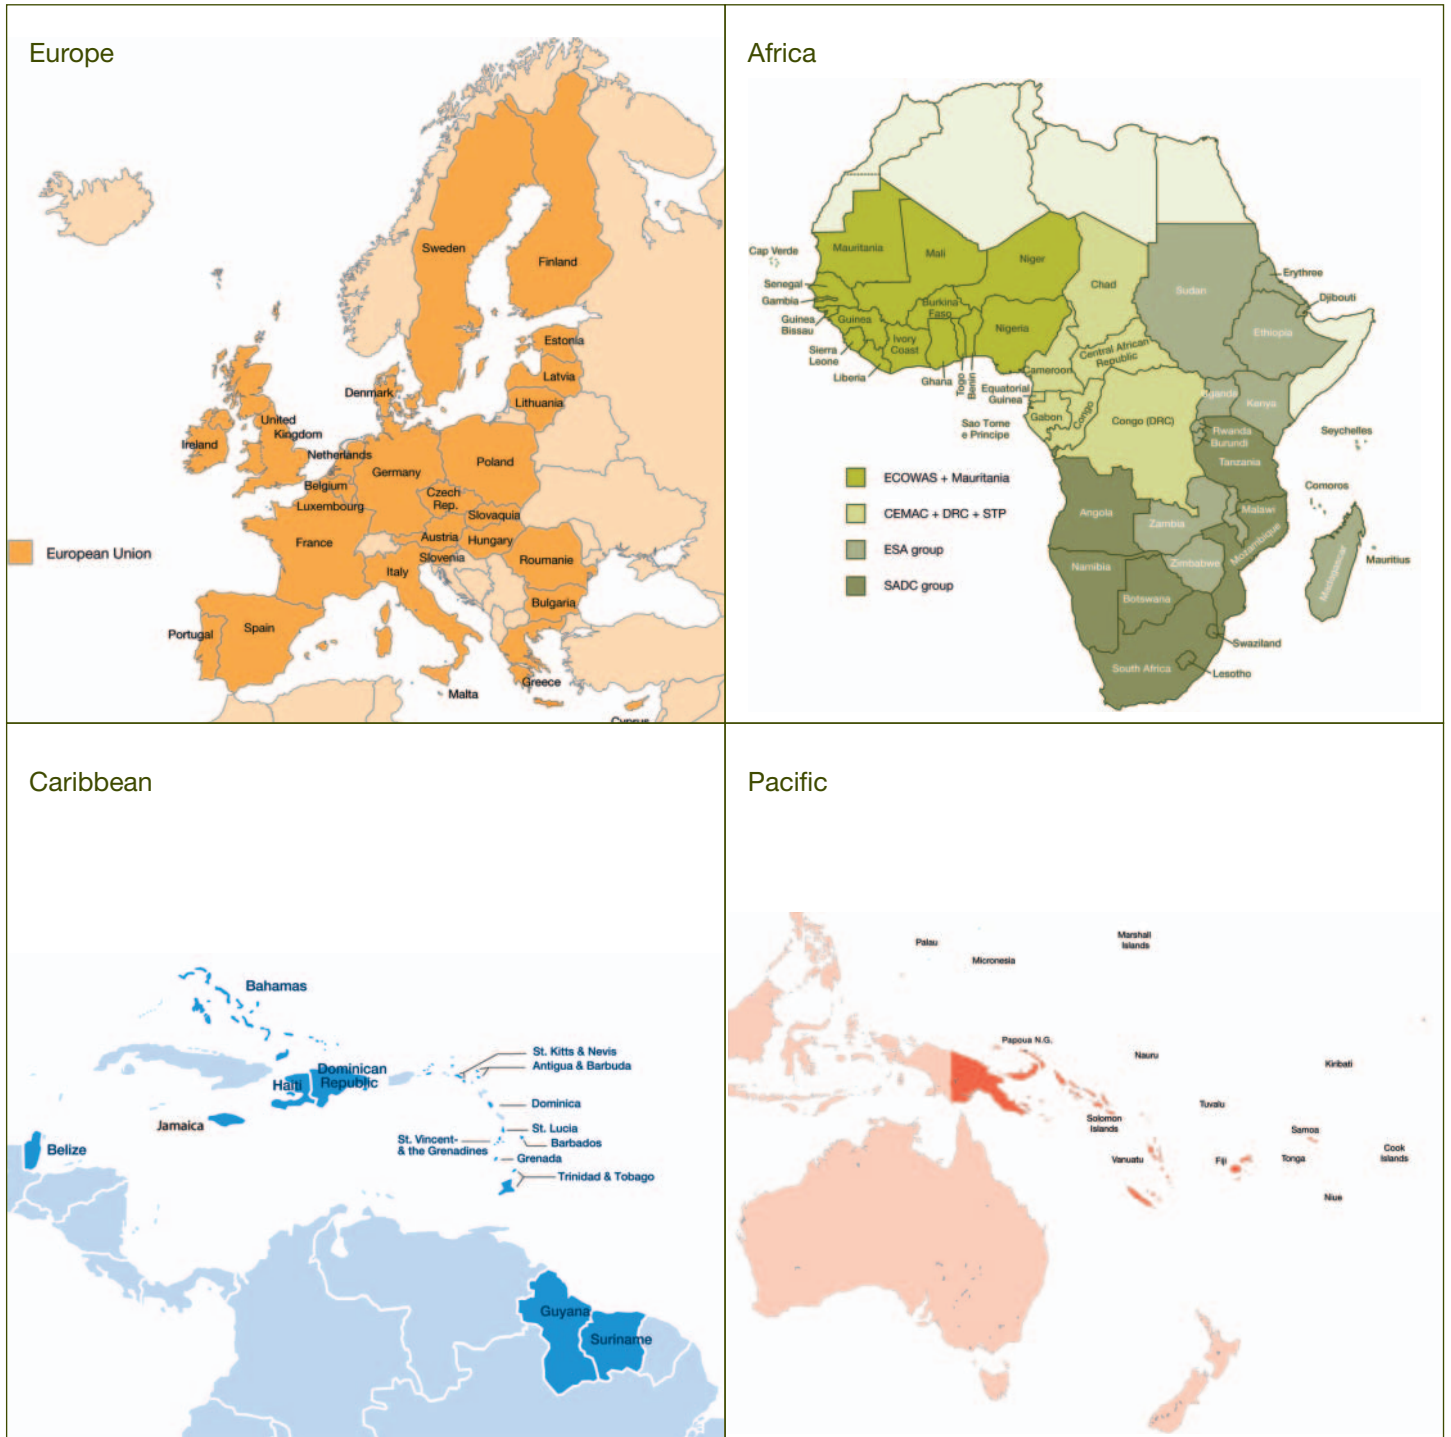 Europe
Sweden
Finland
Estonia
Latvia
Lithuania
Denmark
United
Kingdom
Ireland
Netherlands
Germany
Poland
Belgium
Czech
Rep.
Luxembourg
Slovaquia
Austria
Hungary
France
Slovenia
Roumanie
Italy
Bulgaria
Portugal
Spain
Greece
Malta
Cyprus
European Union
Africa
Cap Verde
Mauritania
Mali
Niger
Chad
Sudan
Erythree
Djibouti
Senegal
Gambia
Guinea
Bissau
Guinea
Burkina
Faso
Nigeria
Ethiopia
Sierra
Leone
Ivory
Coast
Liberia
Ghana
Togo
Benin
Cameroon
Central African
Republic
Equatorial
Guinea
Gabon
Congo
Congo (DRC)
Uganda
Kenya
Sao Tome
e Principe
Rwanda
Burundi
Tanzania
Seychelles
Comoros
Angola
Zambia
Malawi
Mozambique
Namibia
Zimbabwe
Madagascar
Mauritius
Botswana
Swaziland
South Africa
Lesotho
ECOWAS + Mauritania
CEMAC + DRC + STP
ESA group
SADC group
Caribbean
Bahamas
St. Kitts & Nevis
Antigua & Barbuda
Dominican
Republic
Haiti
Jamaica
Dominica
St. Lucia
Barbados
St. Vincent-
& the Grenadines
Grenada
Trinidad & Tobago
Belize
Guyana
Suriname
Pacific
Palau
Micronesia
Marshall
Islands
Papoua N.G.
Nauru
Kiribati
Solomon
Islands
Tuvalu
Samoa
Vanuatu
Fiji
Tonga
Cook
Islands
Niue